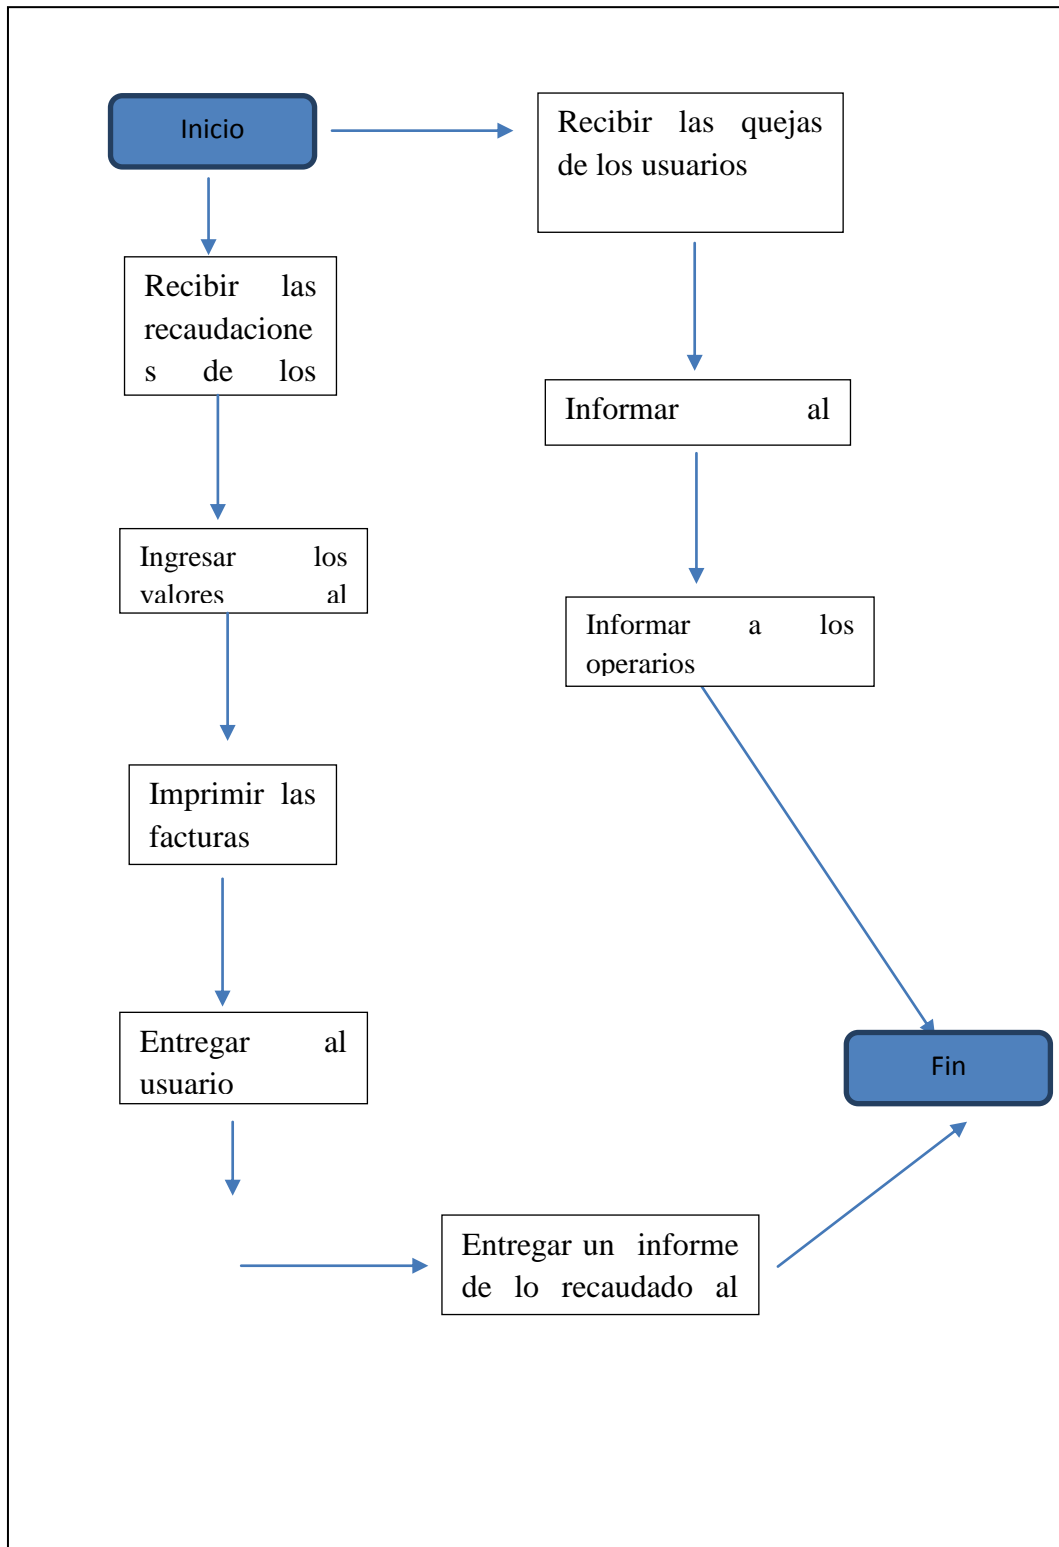 Inicio
Recibir las quejas
de los usuarios
Recibir las
recaudacione
s de los
Informar al
Ingresar los
valores al
Informar a los
operarios
Imprimir las
facturas
Entregar al
usuario
Fin
Entregar un informe
de lo recaudado al